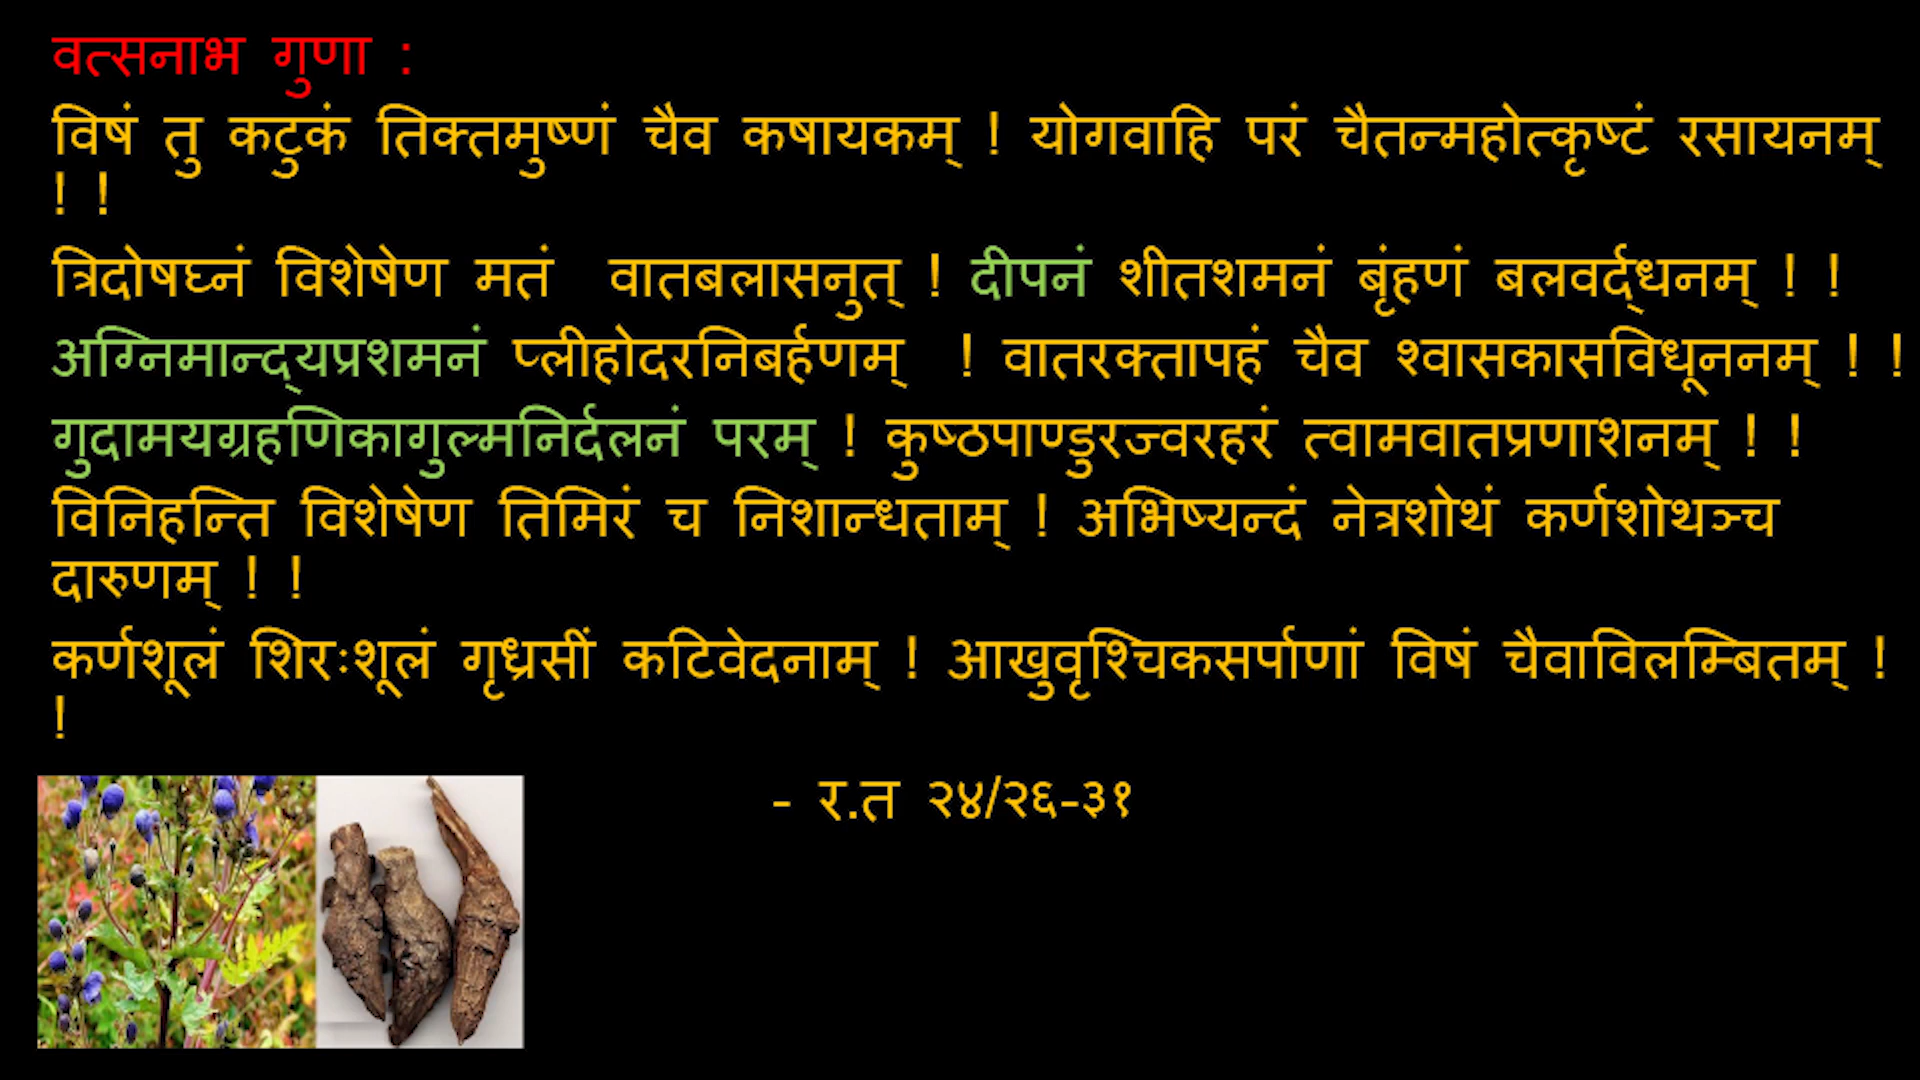 वत्सनाभ गुणा :
विषं तु कटुकं तिक्तमुष्णं चैव कषायकम् ! योगवाहि परं चैतन्महोत्कृष्टं रसायनम्
! !
त्रिदोषघ्नं विशेषेण मतं वातबलासनुत् ! दीपनं शीतशमनं बृंहणं बलवर्द्धनम् ! !
अग्निमान्द्यप्रशमनं प्लीहोदरनिबर्हणम् ! वातरक्तापहं चैव श्वासकासविधूननम् ! !
गुदामयग्रहणिकागुल्मनिर्दलनं परम् ! कुष्ठपाण्डुरज्वरहरं त्वामवातप्रणाशनम् ! !
विनिहन्ति विशेषेण तिमिरं च निशान्धताम् ! अभिष्यन्दं नेत्रशोथं कर्णशोथञ्च
दारुणम् ! !
कर्णशूलं शिरःशूलं गृध्रसीं कटिवेदनाम् ! आखुवृश्चिकसर्पाणां विषं चैवाविलम्बितम् !
!
- र.त २४/२६-३१